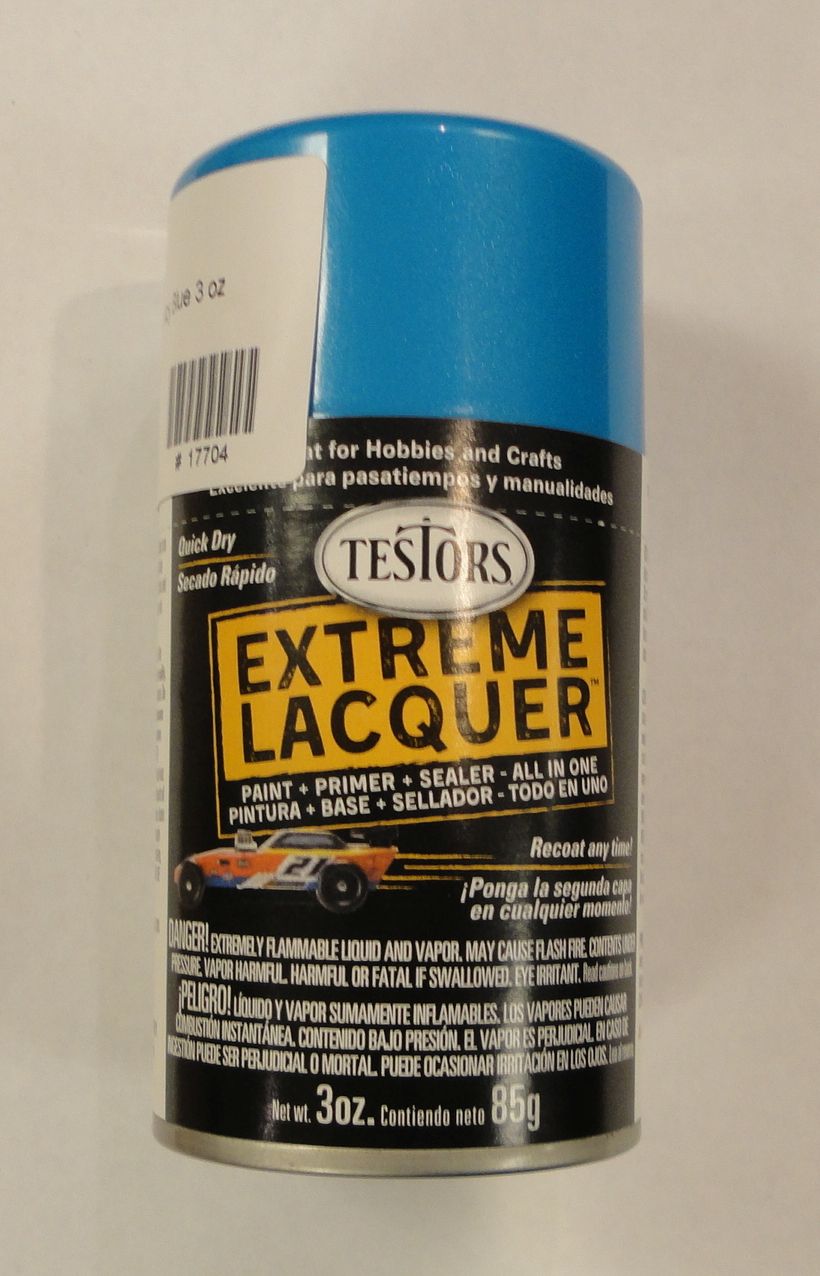 Blue 3 oz
# 17704
for Hobbies and Crafts
Excelente para pasatiempos y manualidades
Quick Dry
Secado Rápido
TESTORS
EXTREME
LACQUER™
PAINT + PRIMER + SEALER - ALL IN ONE
PINTURA + BASE + SELLADOR - TODO EN UNO
21
Recoat any time!
¡Ponga la segunda capa
en cualquier momento!
DANGER! EXTREMELY FLAMMABLE LIQUID AND VAPOR. MAY CAUSE FLASH FIRE. CONTENTS UNDER
PRESSURE. VAPOR HARMFUL. HARMFUL OR FATAL IF SWALLOWED. EYE IRRITANT. Read
¡PELIGRO! LÍQUIDO Y VAPOR SUMAMENTE INFLAMABLES. LOS VAPORES PUEDEN CAUSAR
COMBUSTIÓN INSTANTÁNEA. CONTENIDO BAJO PRESIÓN. EL VAPOR ES PERJUDICIAL. EN CASO DE
INGESTIÓN PUEDE SER PERJUDICIAL O MORTAL. PUEDE OCASIONAR IRRITACIÓN EN LOS OJOS.
Net wt. 3oz. Contiendo neto 85g